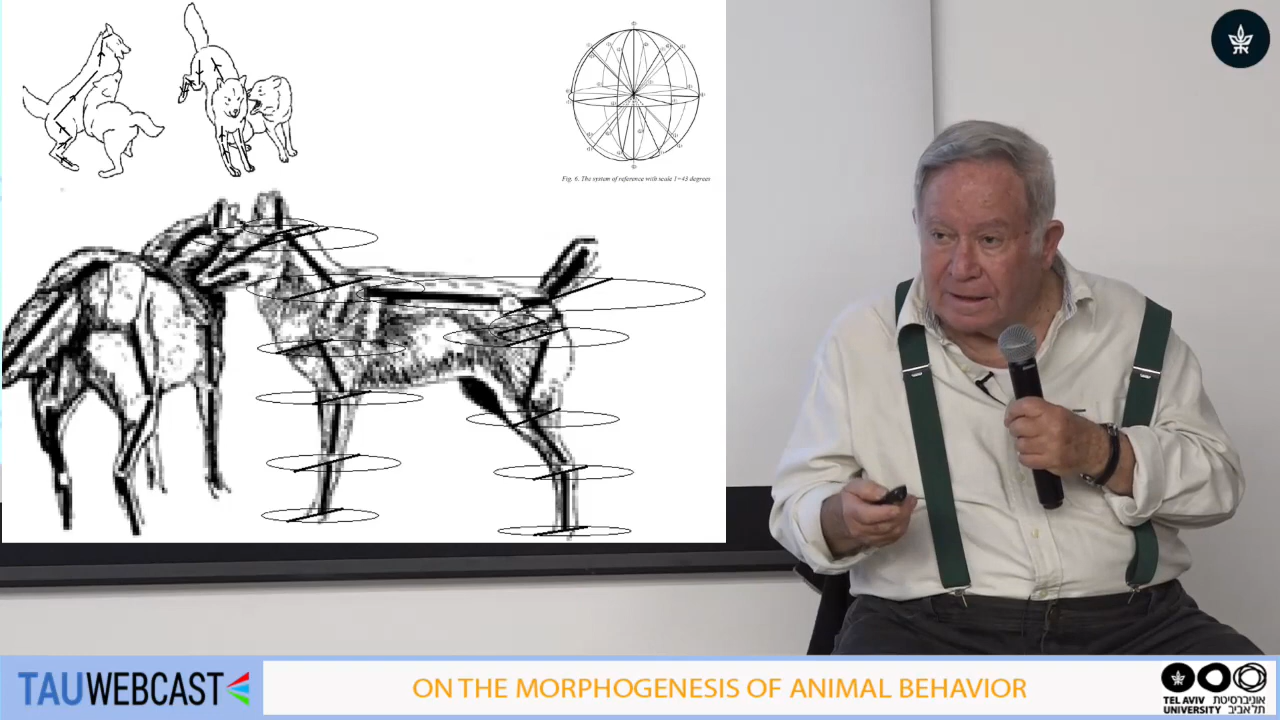 Fig. 6. The system of reference with scale 1=45 degrees
TAUWEBCAST
ON THE MORPHOGENESIS OF ANIMAL BEHAVIOR
TEL AVIV אוניברסיטת
UNIVERSITY תל אביב